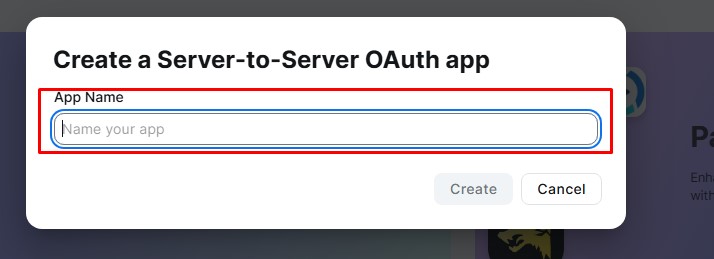 Create a Server-to-Server OAuth app
App Name
Name your app
Create
Cancel
Pa
Enha
with